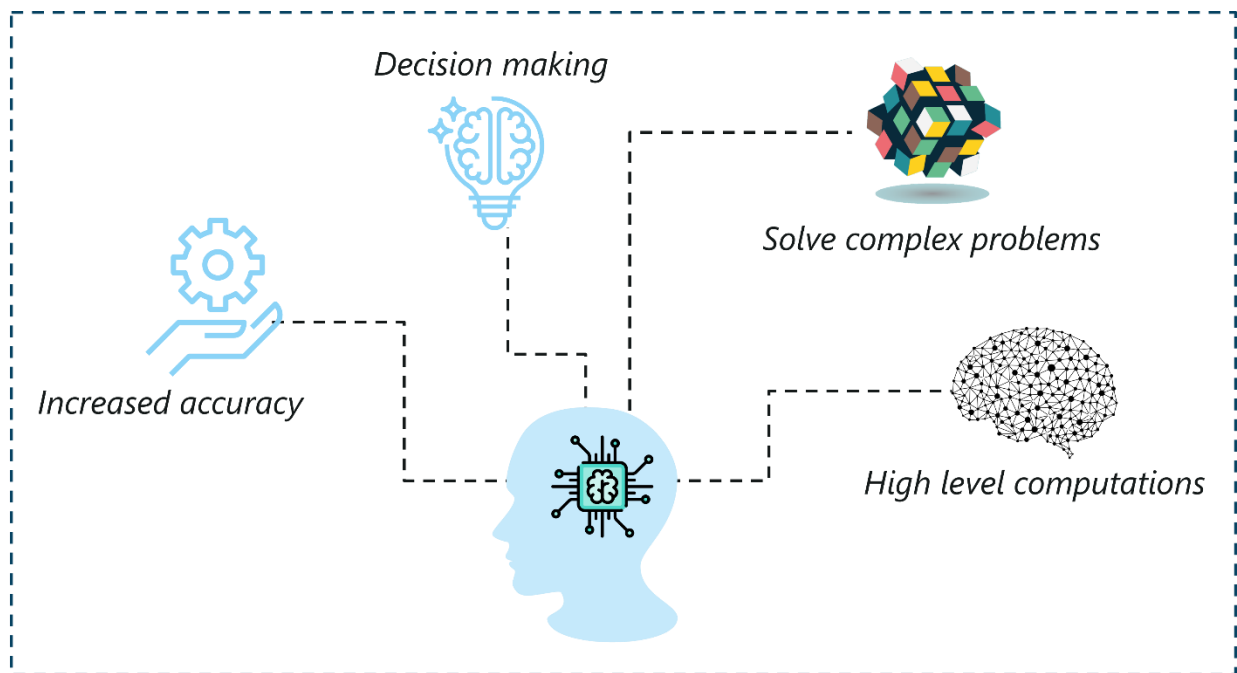 Decision making
Solve complex problems
Increased accuracy
High level computations